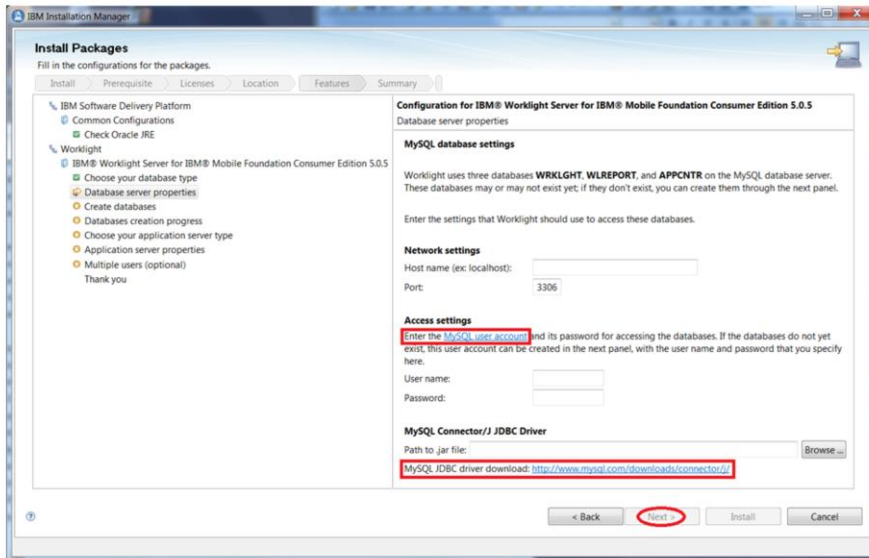 IBM Installation Manager
Install Packages
Fill in the configurations for the packages.
Install Prerequisite Licenses Location Features Summary
IBM Software Delivery Platform
Common Configurations
Check Oracle JRE
Worklight
IBM® Worklight Server for IBM® Mobile Foundation Consumer Edition 5.0.5
Choose your database type
Database server properties
Create databases
Databases creation progress
Choose your application server type
Application server properties
Multiple users (optional)
Thank you
Configuration for IBM® Worklight Server for IBM® Mobile Foundation Consumer Edition 5.0.5
Database server properties
MySQL database settings
Worklight uses three databases WRKLGHT, WLREPORT, and APPCNTR on the MySQL database server.
These databases may or may not exist yet; if they don't exist, you can create them through the next panel.
Enter the settings that Worklight should use to access these databases.
Network settings
Host name (ex: localhost):
Port: 3306
Access settings
Enter the MySQL user account and its password for accessing the databases. If the databases do not yet
exist, this user account can be created in the next panel, with the user name and password that you specify
here.
User name:
Password:
MySQL Connector/J JDBC Driver
Path to .jar file: Browse ...
MySQL JDBC driver download: http://www.mysql.com/downloads/connector/j/
? < Back Next > Install Cancel